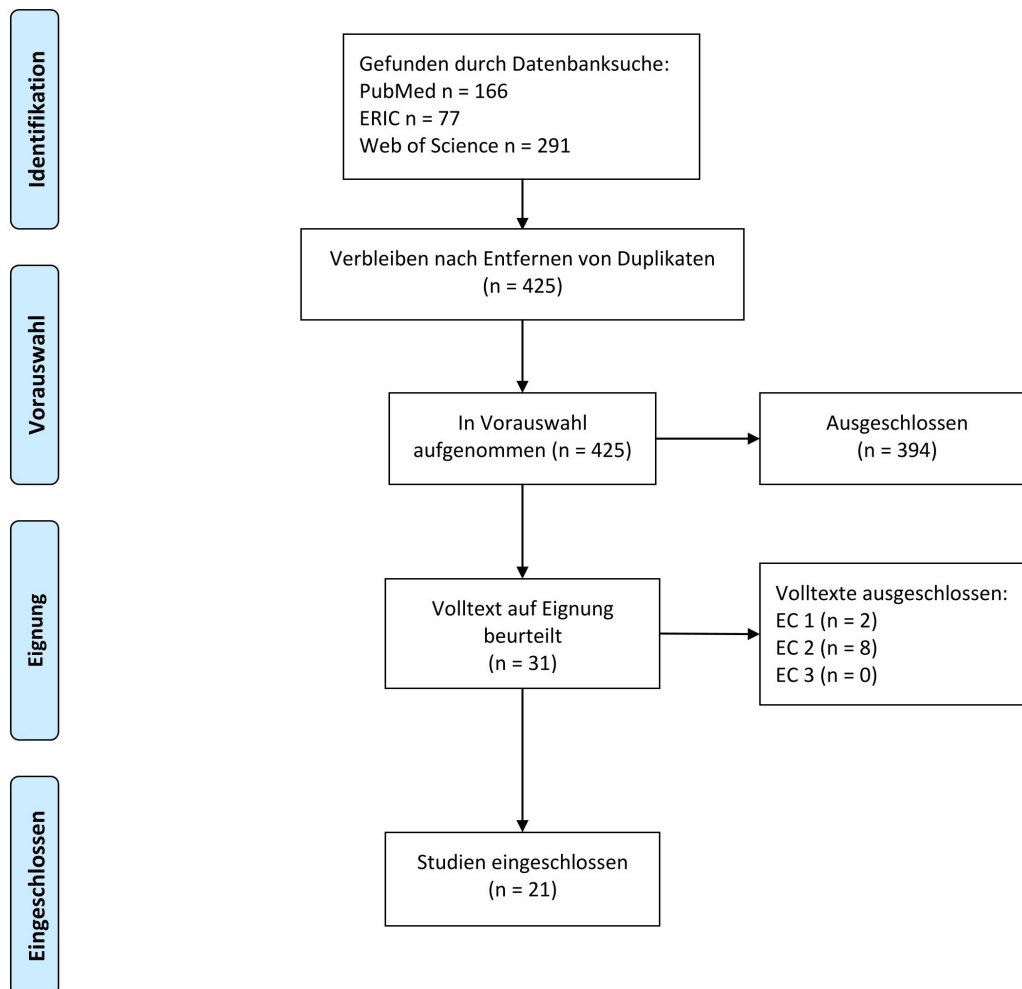 Identifikation
Gefunden durch Datenbanksuche:
PubMed n = 166
ERIC n = 77
Web of Science n = 291
Verbleiben nach Entfernen von Duplikaten
(n = 425)
Vorauswahl
In Vorauswahl
aufgenommen (n = 425)
Ausgeschlossen
(n = 394)
Eignung
Volltext auf Eignung
beurteilt
(n = 31)
Volltexte ausgeschlossen:
EC 1 (n = 2)
EC 2 (n = 8)
EC 3 (n = 0)
Eingeschlossen
Studien eingeschlossen
(n = 21)